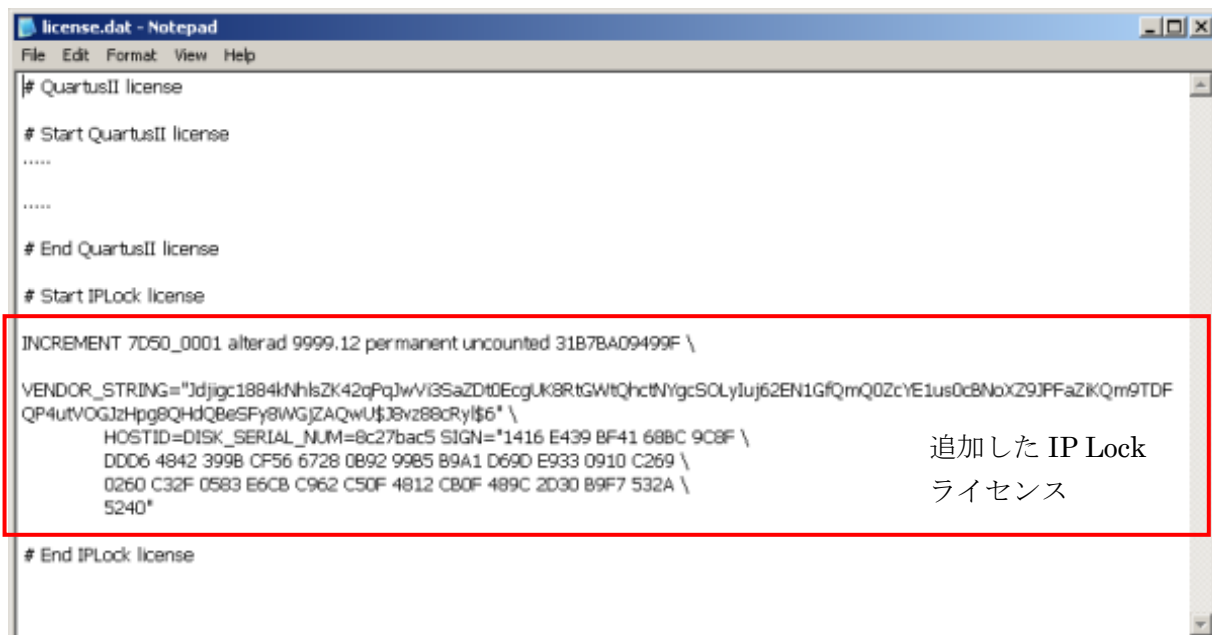 license.dat - Notepad
File Edit Format View Help
# QuartusII license
# Start QuartusII license
.....
.....
# End QuartusII license
# Start IPLock license
INCREMENT 7D50_0001 alterad 9999.12 permanent uncounted 31B7BA09499F \
VENDOR_STRING="Jdjigc1884kNhlsZK42qPqJwVi3SaZDt0EcgUK8RtGWtQhctNYgcSOLyIuj62EN1GfQmQ0ZcYE1us0cBNoXZ9JPFaZiKQm9TDF
QP4utVOGJzHpg8QHdQBeSFy8WGjZAQwU$J8vz88cRyl$6" \
HOSTID=DISK_SERIAL_NUM=8c27bac5 SIGN="1416 E439 BF41 68BC 9C8F \
DDD6 4842 399B CF56 6728 0B92 99B5 B9A1 D69D E933 0910 C269 \
0260 C32F 0583 E6CB C962 C50F 4812 CB0F 489C 2D30 B9F7 532A \
5240"
追加した IP Lock
ライセンス
# End IPLock license